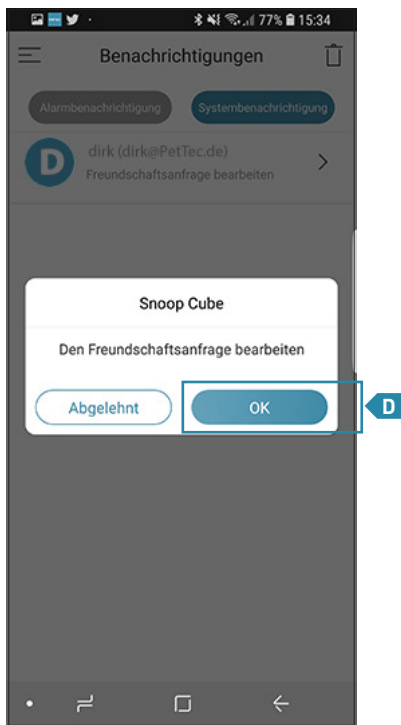 77% 15:34
Benachrichtigungen
Alarmbenachrichtigung Systembenachrichtigung
D dirk (dirk@PetTec.de)
Freundschaftsanfrage bearbeiten
Snoop Cube
Den Freundschaftsanfrage bearbeiten
Abgelehnt OK D